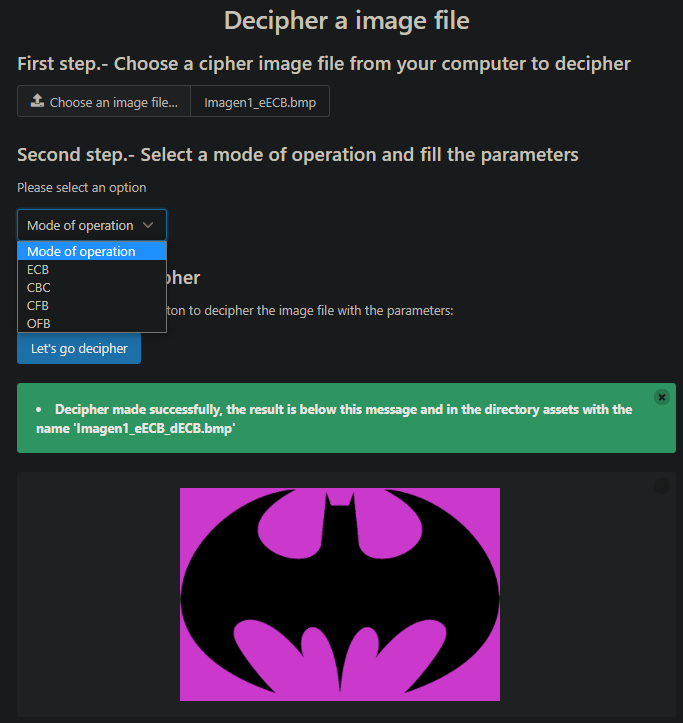 Decipher a image file
First step.- Choose a cipher image file from your computer to decipher
Choose an image file... Imagen1_eECB.bmp
Second step.- Select a mode of operation and fill the parameters
Please select an option
Mode of operation
Mode of operation
ECB
pher
CBC
CFB
ton to decipher the image file with the parameters:
OFB
Let's go decipher
Decipher made successfully, the result is below this message and in the directory assets with the
name 'Imagen1_eECB_dECB.bmp'